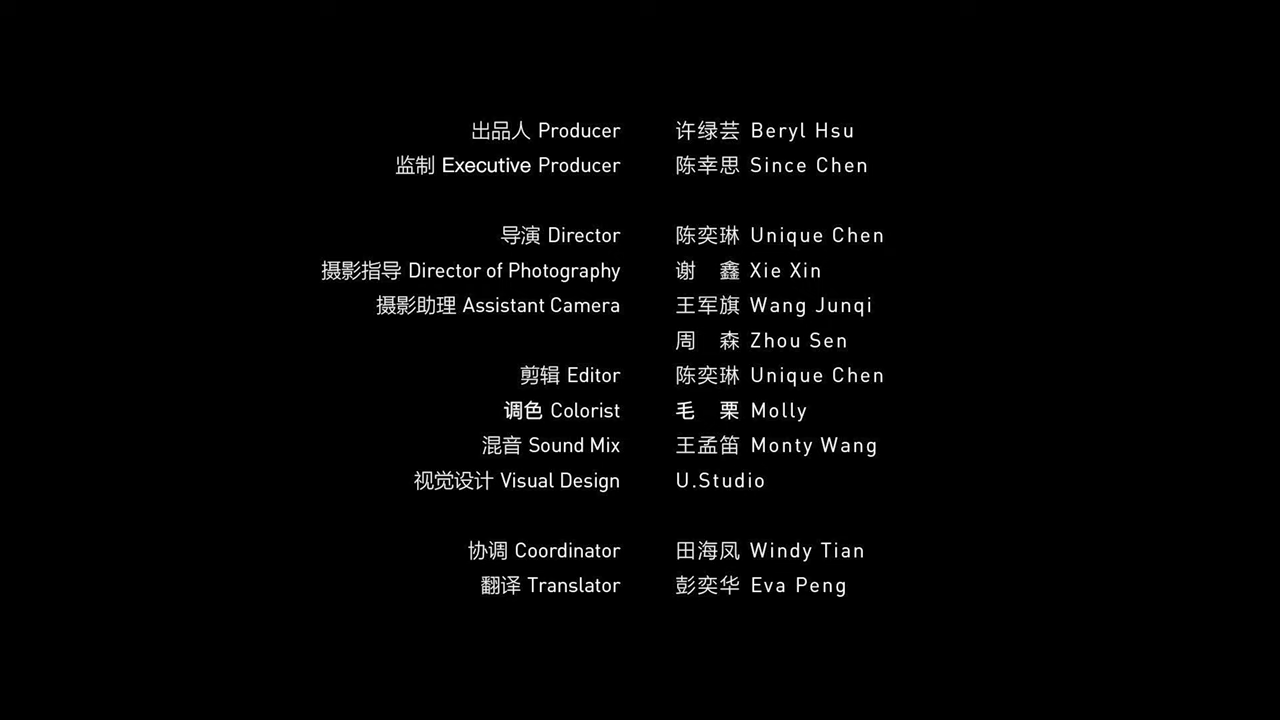 出品人 Producer 许绿芸 Beryl Hsu
监制 Executive Producer 陈幸思 Since Chen
导演 Director 陈奕琳 Unique Chen
摄影指导 Director of Photography 谢 鑫 Xie Xin
摄影助理 Assistant Camera 王军旗 Wang Junqi
周 森 Zhou Sen
剪辑 Editor 陈奕琳 Unique Chen
调色 Colorist 毛 栗 Molly
混音 Sound Mix 王孟笛 Monty Wang
视觉设计 Visual Design U.Studio
协调 Coordinator 田海凤 Windy Tian
翻译 Translator 彭奕华 Eva Peng